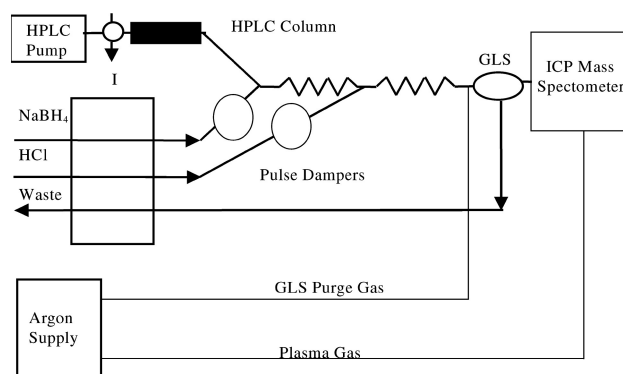 HPLC
Pump
HPLC Column
I
GLS
ICP Mass
Spectometer
NaBH₄
HCl
Waste
Pulse Dampers
GLS Purge Gas
Argon
Supply
Plasma Gas